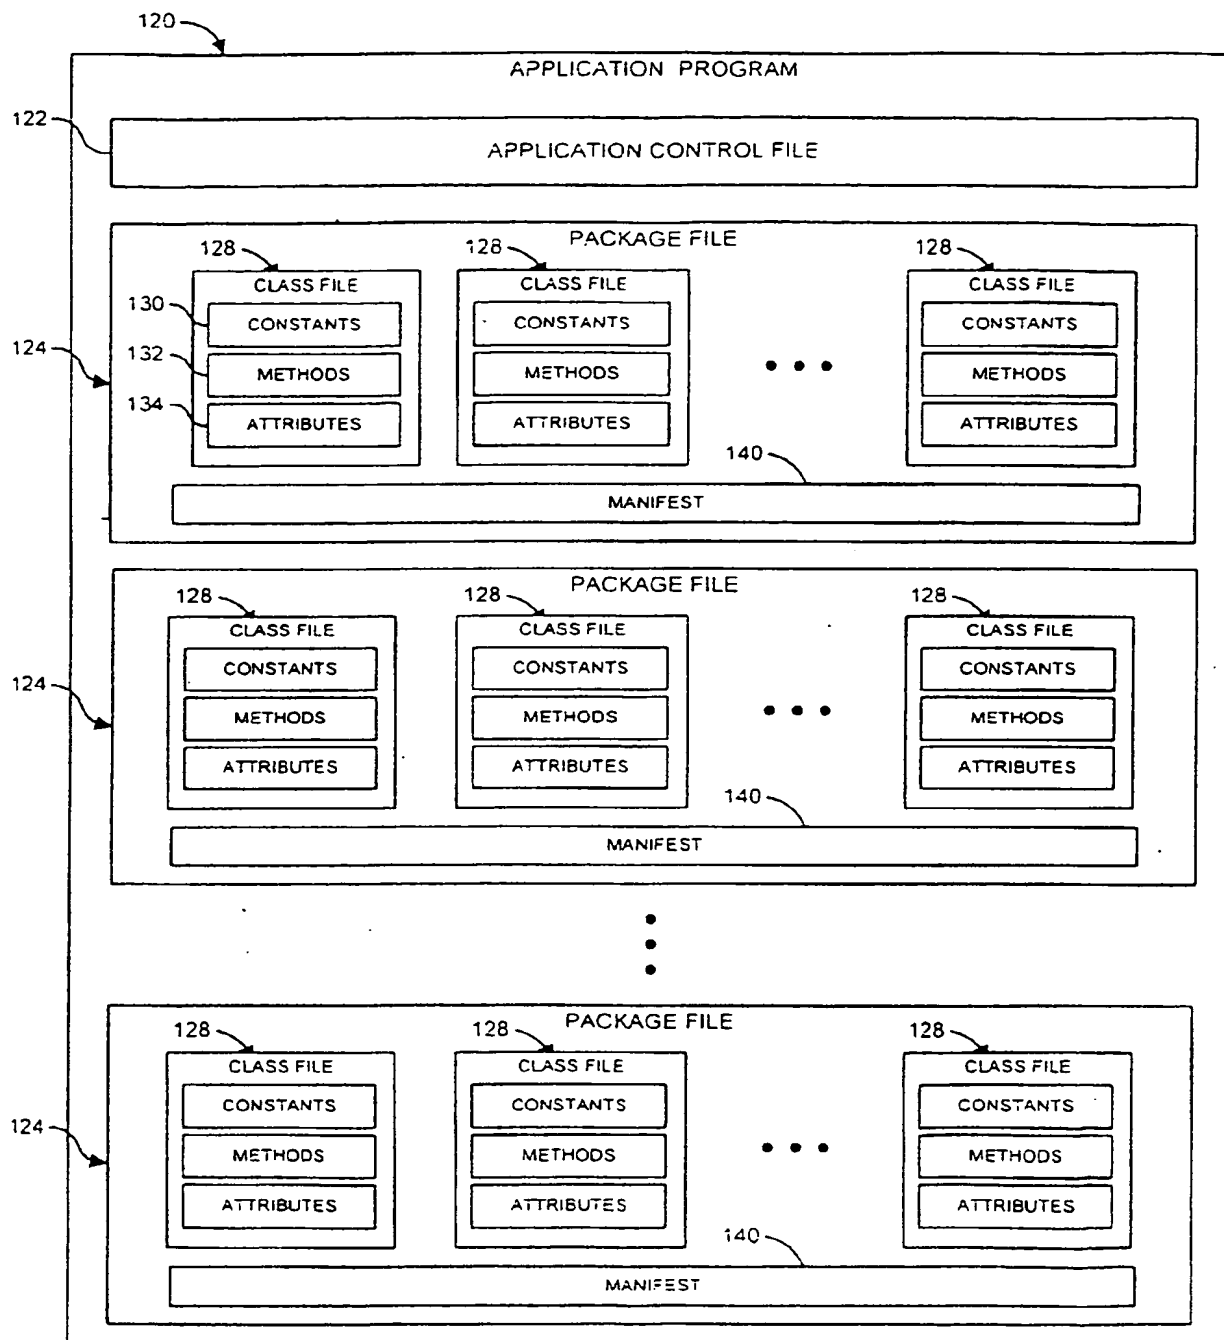 120
APPLICATION PROGRAM
122
APPLICATION CONTROL FILE
PACKAGE FILE
128 128 128
CLASS FILE CLASS FILE CLASS FILE
130 CONSTANTS CONSTANTS CONSTANTS
124
132 METHODS METHODS METHODS
134 ATTRIBUTES ATTRIBUTES ATTRIBUTES
140
MANIFEST
PACKAGE FILE
128 128 128
CLASS FILE CLASS FILE CLASS FILE
CONSTANTS CONSTANTS CONSTANTS
124
METHODS METHODS METHODS
ATTRIBUTES ATTRIBUTES ATTRIBUTES
140
MANIFEST
PACKAGE FILE
128 128 128
CLASS FILE CLASS FILE CLASS FILE
CONSTANTS CONSTANTS CONSTANTS
124
METHODS METHODS METHODS
ATTRIBUTES ATTRIBUTES ATTRIBUTES
140
MANIFEST